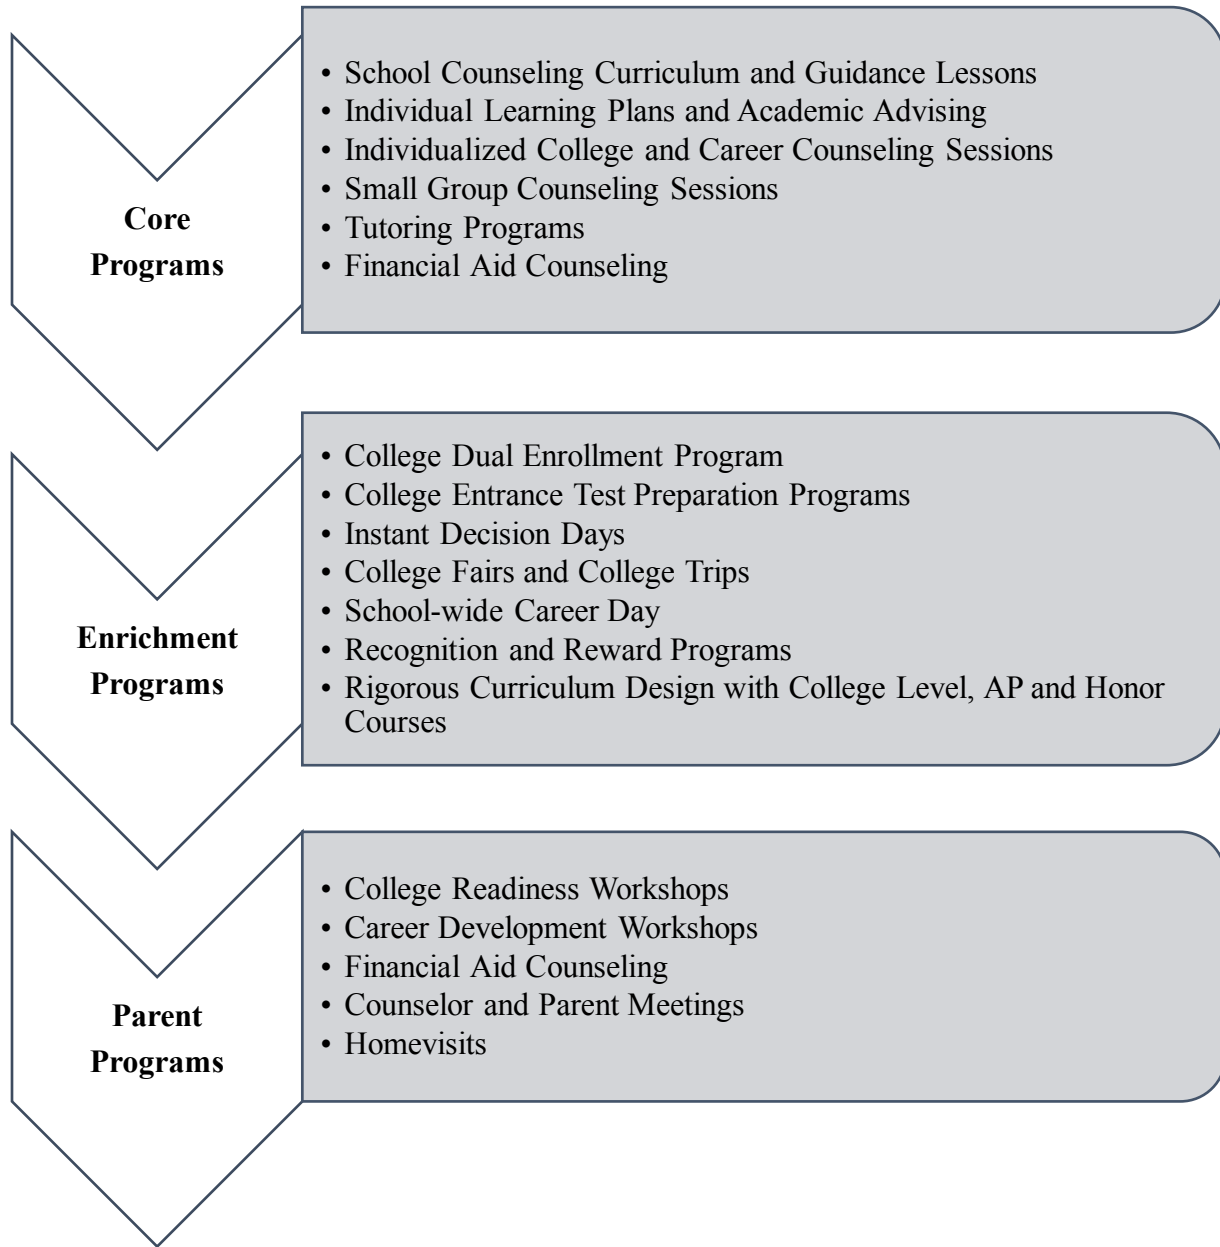 Core
Programs
• School Counseling Curriculum and Guidance Lessons
• Individual Learning Plans and Academic Advising
• Individualized College and Career Counseling Sessions
• Small Group Counseling Sessions
• Tutoring Programs
• Financial Aid Counseling
Enrichment
Programs
• College Dual Enrollment Program
• College Entrance Test Preparation Programs
• Instant Decision Days
• College Fairs and College Trips
• School-wide Career Day
• Recognition and Reward Programs
• Rigorous Curriculum Design with College Level, AP and Honor
Courses
Parent
Programs
• College Readiness Workshops
• Career Development Workshops
• Financial Aid Counseling
• Counselor and Parent Meetings
• Homevisits